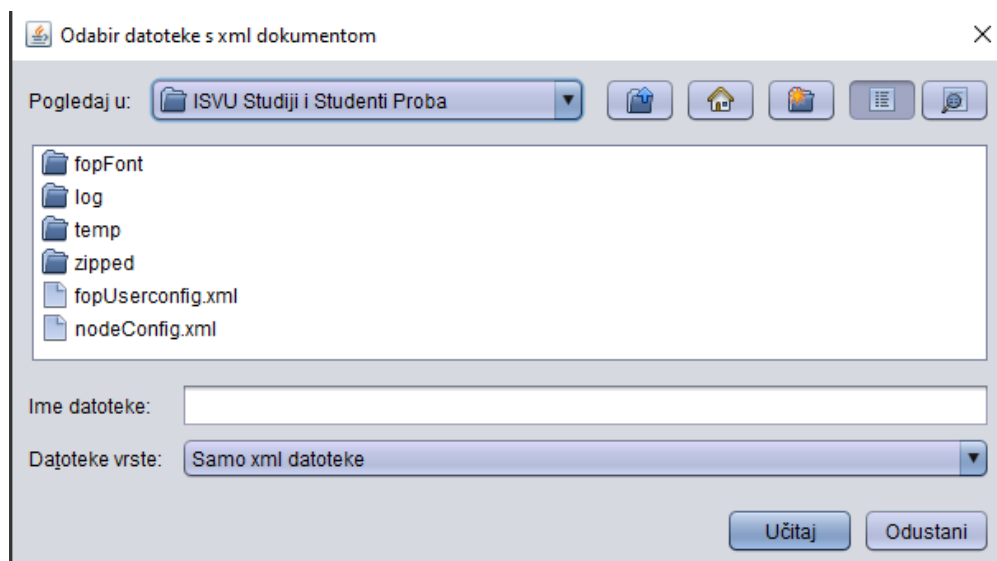 Odabir datoteke s xml dokumentom
Pogledaj u: ISVU Studiji i Studenti Proba
fopFont
log
temp
zipped
fopUserconfig.xml
nodeConfig.xml
Ime datoteke:
Datoteke vrste: Samo xml datoteke
Učitaj Odustani